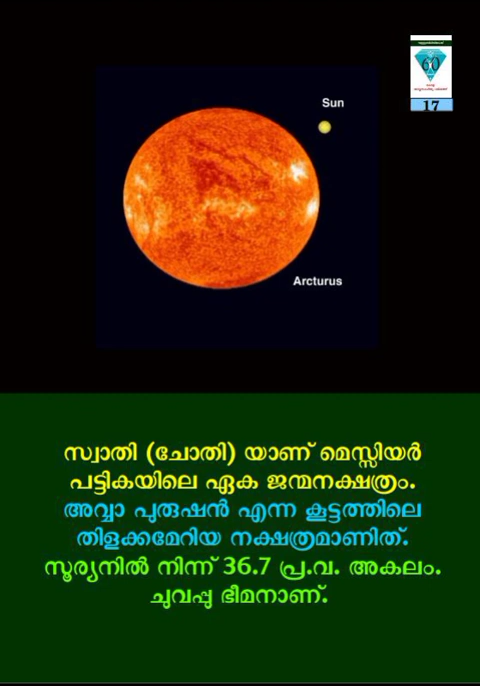 60
17
Sun
Arcturus
സ്വാതി (ചോതി) യാണ് മെസ്സിയർ
പട്ടികയിലെ ഏക ജന്മനക്ഷത്രം.
അവ്വാ പുരുഷൻ എന്ന കൂട്ടത്തിലെ
തിളക്കമേറിയ നക്ഷത്രമാണിത്.
സൂര്യനിൽ നിന്ന് 36.7 പ്ര.വ. അകലം.
ചുവപ്പു ഭീമനാണ്.